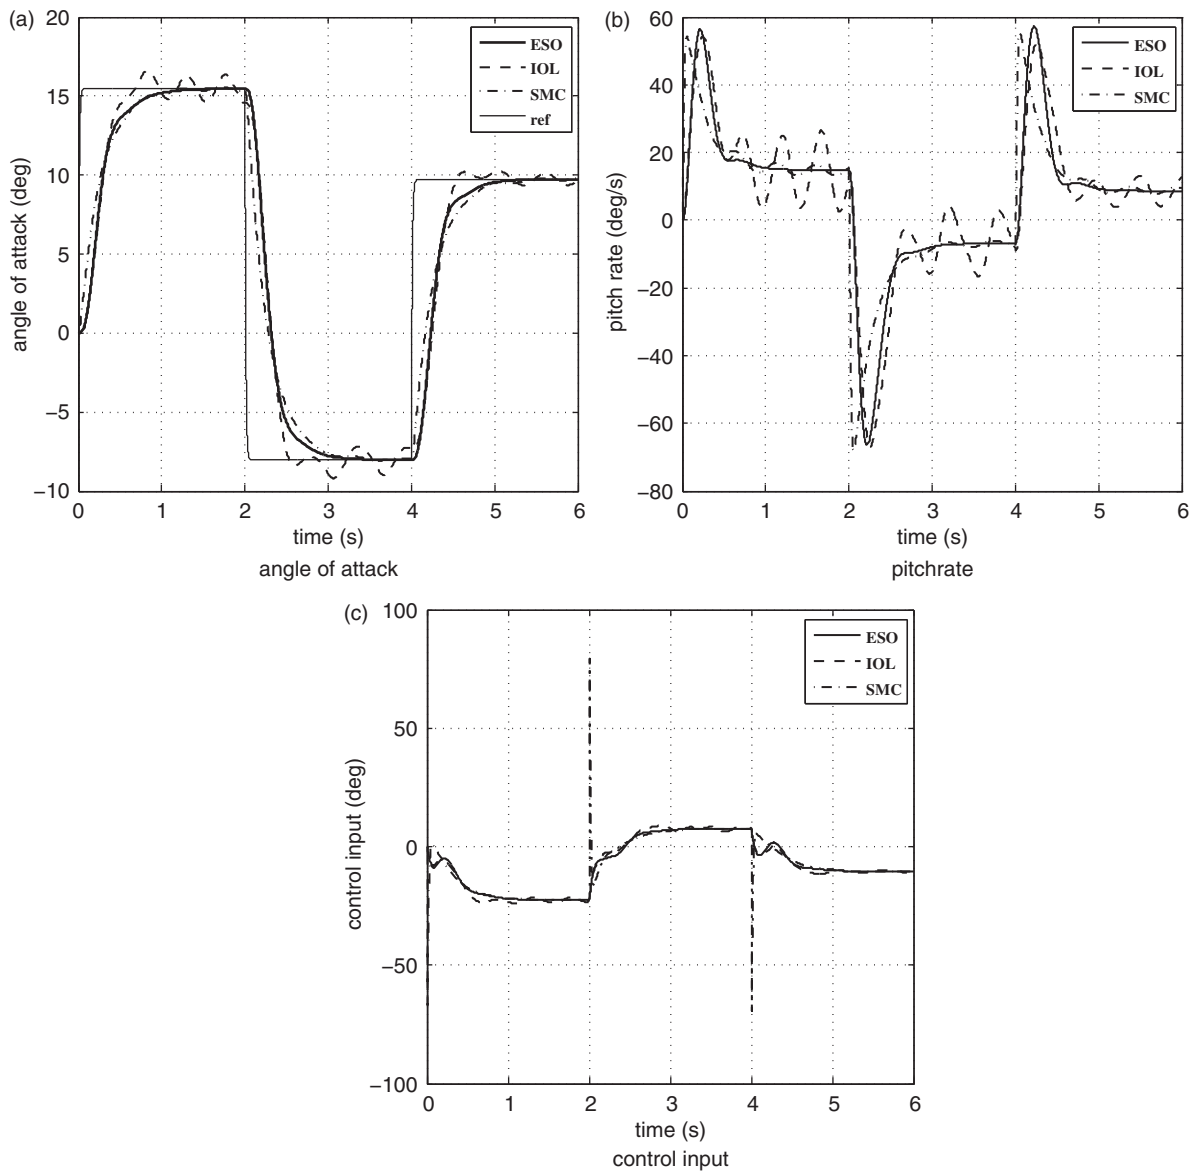 (a)
20
15
10
5
0
−5
−10
angle of attack (deg)
ESO
IOL
SMC
ref
0 1 2 3 4 5 6
time (s)
angle of attack
(b)
60
40
20
0
−20
−40
−60
−80
pitch rate (deg/s)
ESO
IOL
SMC
0 1 2 3 4 5 6
time (s)
pitchrate
(c)
100
50
0
−50
−100
control input (deg)
ESO
IOL
SMC
0 1 2 3 4 5 6
time (s)
control input